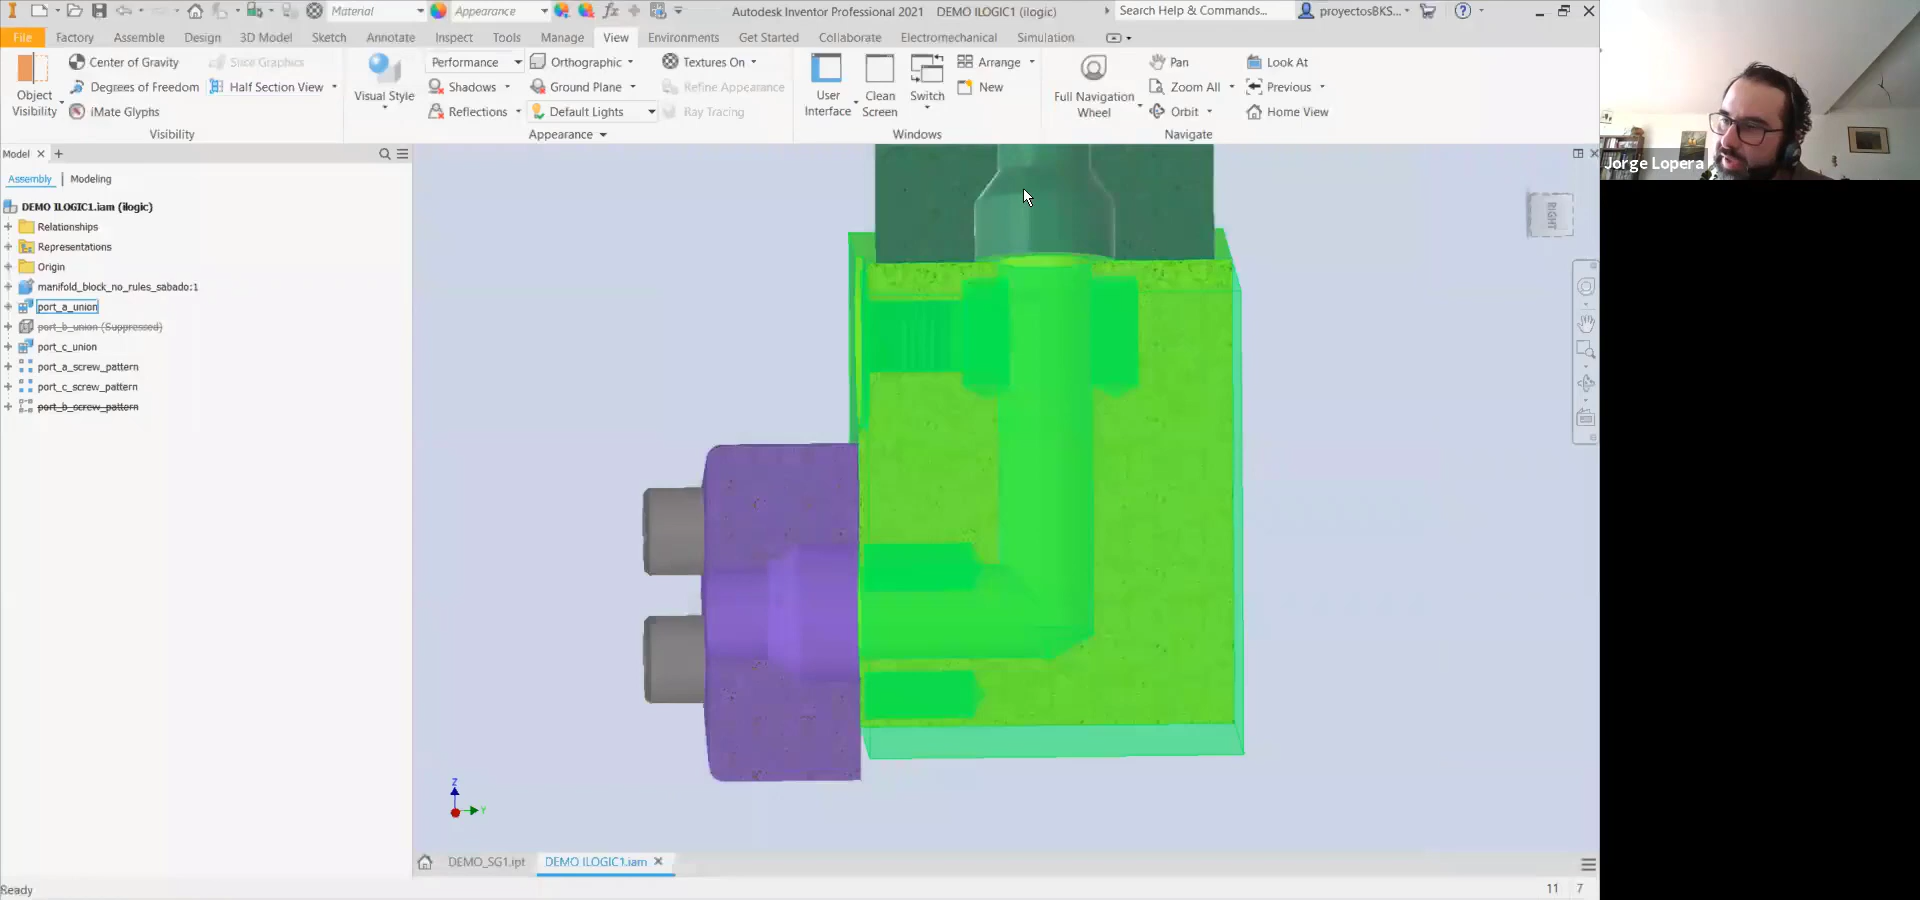 Material
Appearance
fx
Autodesk Inventor Professional 2021 DEMO ILOGIC1 (ilogic)
Search Help & Commands...
proyectosBKS...
File Factory Assemble Design 3D Model Sketch Annotate Inspect Tools Manage View Environments Get Started Collaborate Electromechanical Simulation
Object Visibility
Center of Gravity
Degrees of Freedom
iMate Glyphs
Slice Graphics
Half Section View
Visibility
Visual Style
Performance
Shadows
Reflections
Orthographic
Ground Plane
Default Lights
Textures On
Refine Appearance
Ray Tracing
Appearance
User Interface
Clean Screen
Switch
Arrange
New
Windows
Full Navigation Wheel
Pan
Zoom All
Orbit
Look At
Previous
Home View
Navigate
Jorge Lopera
Model
Assembly | Modeling
DEMO ILOGIC1.iam (ilogic)
Relationships
Representations
Origin
manifold_block_no_rules_sabado:1
port_a_union
port_b_union (Suppressed)
port_c_union
port_a_screw_pattern
port_c_screw_pattern
port_b_screw_pattern
RIGHT
Z
Y
DEMO_SG1.ipt
DEMO ILOGIC1.iam
Ready
11 7